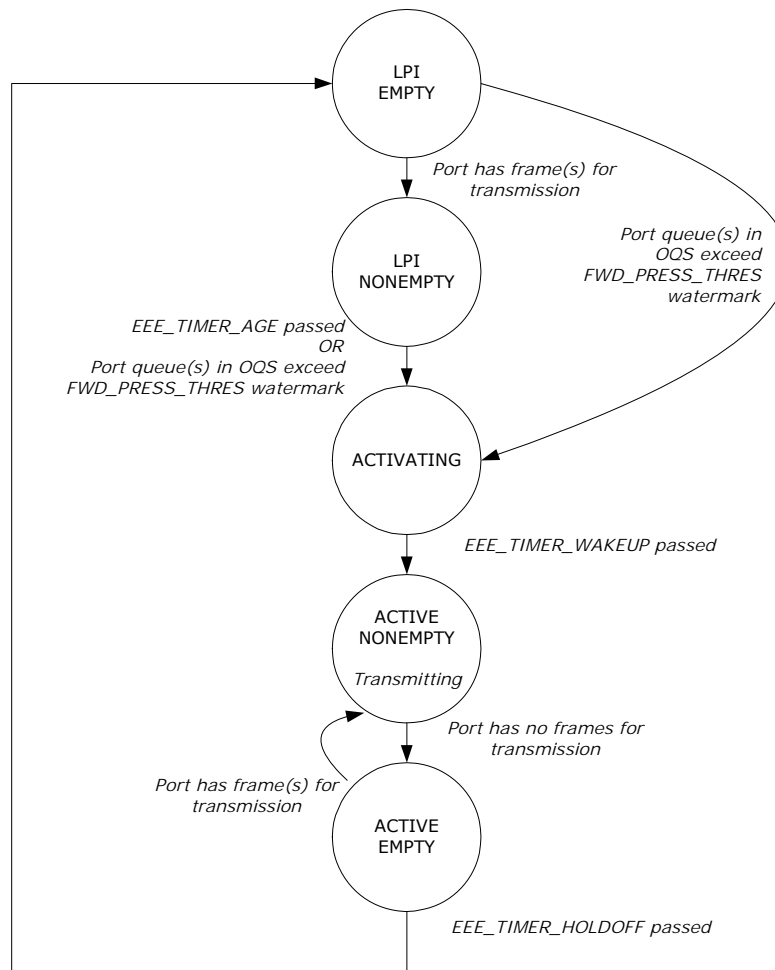 LPI
EMPTY
Port has frame(s) for
transmission
Port queue(s) in
OQS exceed
FWD_PRESS_THRES
watermark
LPI
NONEMPTY
EEE_TIMER_AGE passed
OR
Port queue(s) in OQS exceed
FWD_PRESS_THRES watermark
ACTIVATING
EEE_TIMER_WAKEUP passed
ACTIVE
NONEMPTY
Transmitting
Port has no frames for
transmission
Port has frame(s) for
transmission
ACTIVE
EMPTY
EEE_TIMER_HOLDOFF passed